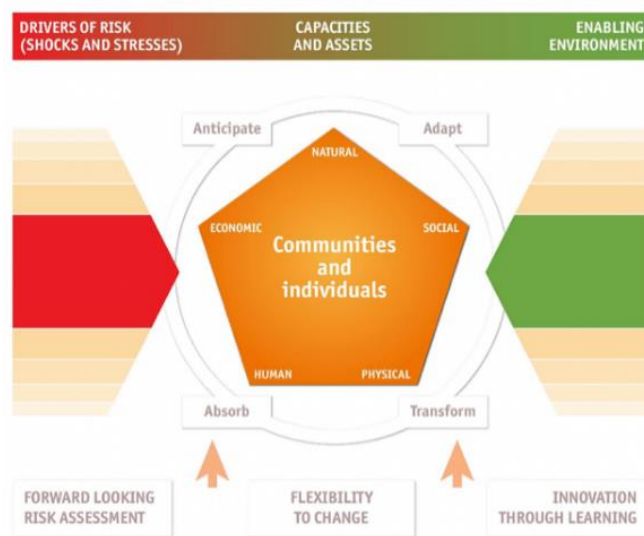 DRIVERS OF RISK
(SHOCKS AND STRESSES)
CAPACITIES
AND ASSETS
ENABLING
ENVIRONMENT
Anticipate
Adapt
NATURAL
ECONOMIC
SOCIAL
Communities
and
individuals
HUMAN
PHYSICAL
Absorb
Transform
FORWARD LOOKING
RISK ASSESSMENT
FLEXIBILITY
TO CHANGE
INNOVATION
THROUGH LEARNING